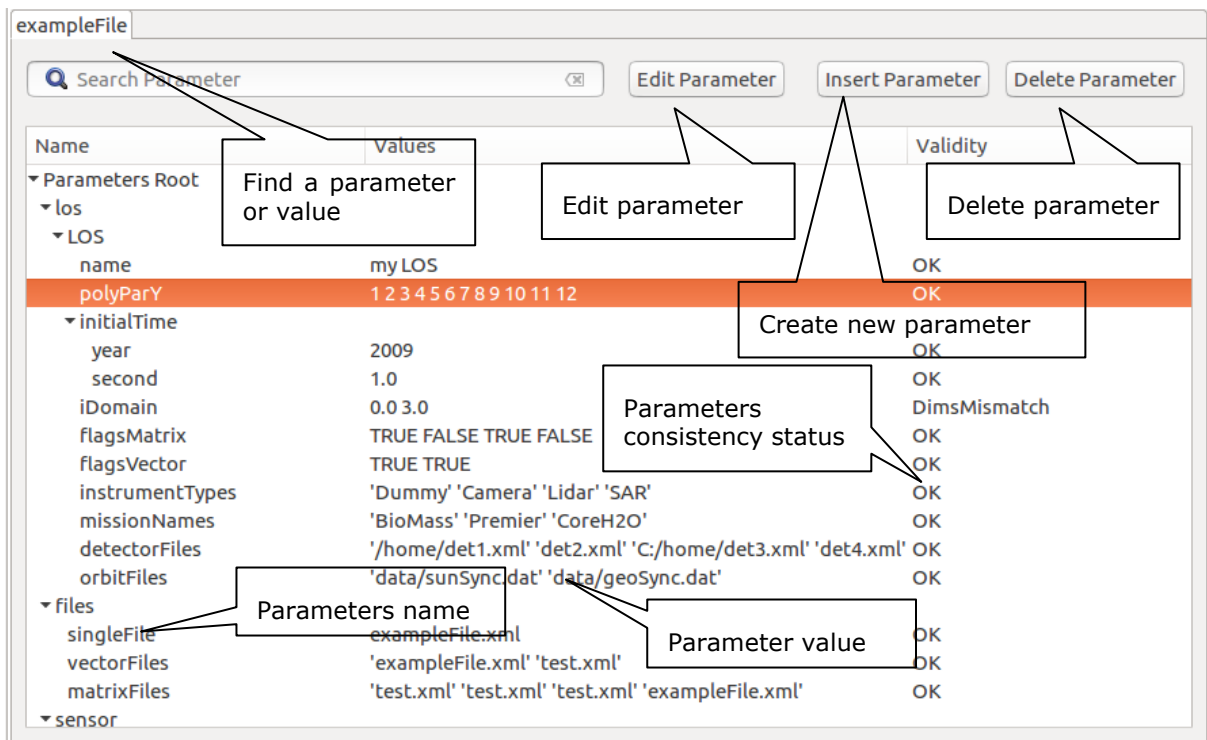 exampleFile
Search Parameter
Edit Parameter
Insert Parameter
Delete Parameter
Name Values Validity
Parameters Root
los
LOS
name my LOS OK
polyParY 1 2 3 4 5 6 7 8 9 10 11 12 OK
initialTime
year 2009 OK
second 1.0 OK
iDomain 0.0 3.0 DimsMismatch
flagsMatrix TRUE FALSE TRUE FALSE OK
flagsVector TRUE TRUE OK
instrumentTypes 'Dummy' 'Camera' 'Lidar' 'SAR' OK
missionNames 'BioMass' 'Premier' 'CoreH2O' OK
detectorFiles '/home/det1.xml' 'det2.xml' 'C:/home/det3.xml' 'det4.xml' OK
orbitFiles 'data/sunSync.dat' 'data/geoSync.dat' OK
files
singleFile exampleFile.xml OK
vectorFiles 'exampleFile.xml' 'test.xml' OK
matrixFiles 'test.xml' 'test.xml' 'test.xml' 'exampleFile.xml' OK
sensor
Find a parameter
or value
Edit parameter
Delete parameter
Create new parameter
Parameters
consistency status
Parameters name
Parameter value